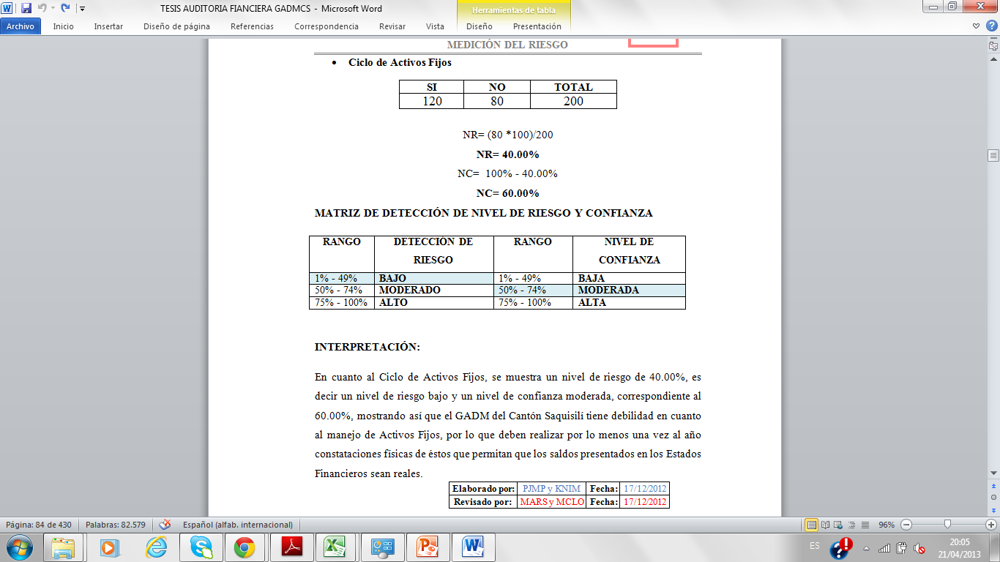 TESIS AUDITORIA FIANCIERA GADMCS - Microsoft Word
Herramientas de tabla
Archivo Inicio Insertar Diseño de página Referencias Correspondencia Revisar Vista Diseño Presentación
MEDICIÓN DEL RIESGO
• Ciclo de Activos Fijos
SI NO TOTAL
120 80 200
NR= (80 *100)/200
NR= 40.00%
NC= 100% - 40.00%
NC= 60.00%
MATRIZ DE DETECCIÓN DE NIVEL DE RIESGO Y CONFIANZA
RANGO DETECCIÓN DE RANGO NIVEL DE
RIESGO CONFIANZA
1% - 49% BAJO 1% - 49% BAJA
50% - 74% MODERADO 50% - 74% MODERADA
75% - 100% ALTO 75% - 100% ALTA
INTERPRETACIÓN:
En cuanto al Ciclo de Activos Fijos, se muestra un nivel de riesgo de 40.00%, es
decir un nivel de riesgo bajo y un nivel de confianza moderada, correspondiente al
60.00%, mostrando así que el GADM del Cantón Saquisilí tiene debilidad en cuanto
al manejo de Activos Fijos, por lo que deben realizar por lo menos una vez al año
constataciones físicas de éstos que permitan que los saldos presentados en los Estados
Financieros sean reales.
Elaborado por: PJMP y KNIM Fecha: 17/12/2012
Revisado por: MARS y MCLO Fecha: 17/12/2012
Página: 84 de 430 Palabras: 82.579 Español (alfab. internacional) 96%
ES 20:05
21/04/2013